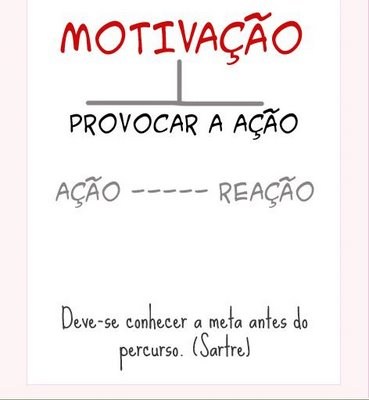 MOTIVAÇÃO
PROVOCAR A AÇÃO
AÇÃO ----- REAÇÃO
Deve-se conhecer a meta antes do
percurso. (Sartre)